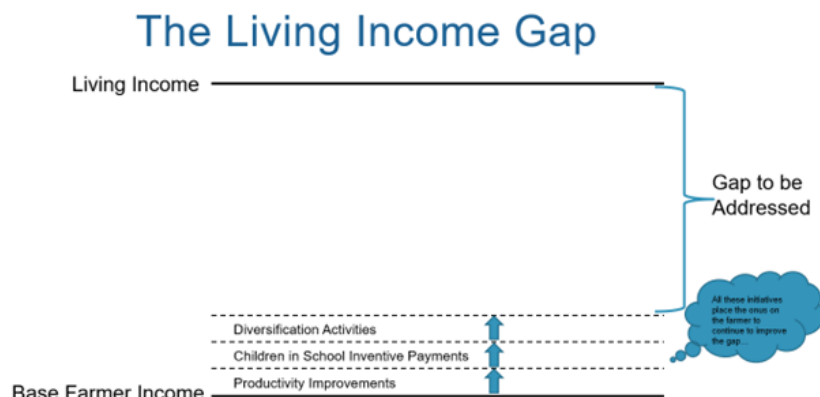 The Living Income Gap
Living Income
Gap to be
Addressed
All these initiatives
place the onus on
the farmer to
continue to improve
the gap...
Diversification Activities
Children in School Inventive Payments
Productivity Improvements
Base Farmer Income